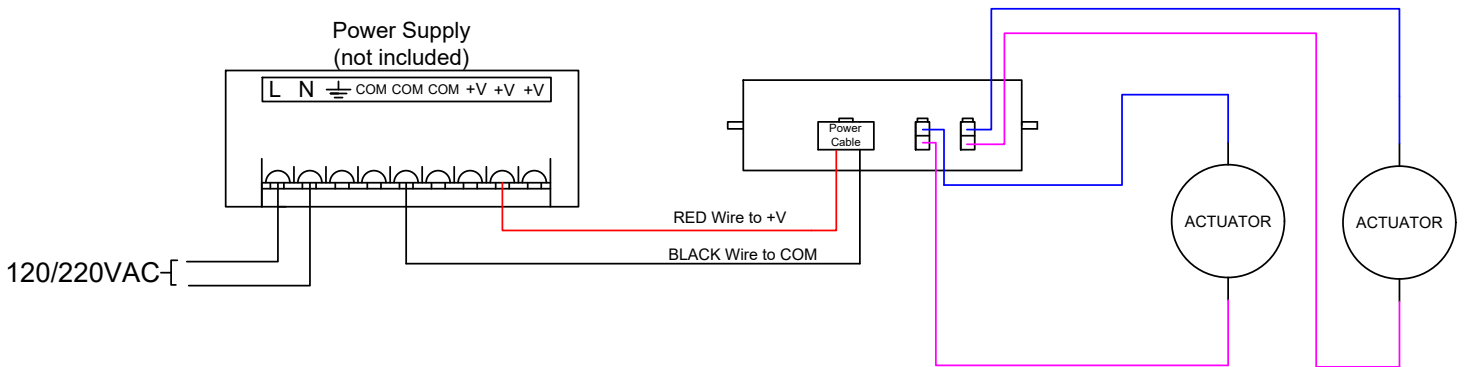 Power Supply
(not included)
L N COM COM COM +V +V +V
Power
Cable
RED Wire to +V
BLACK Wire to COM
120/220VAC
ACTUATOR
ACTUATOR